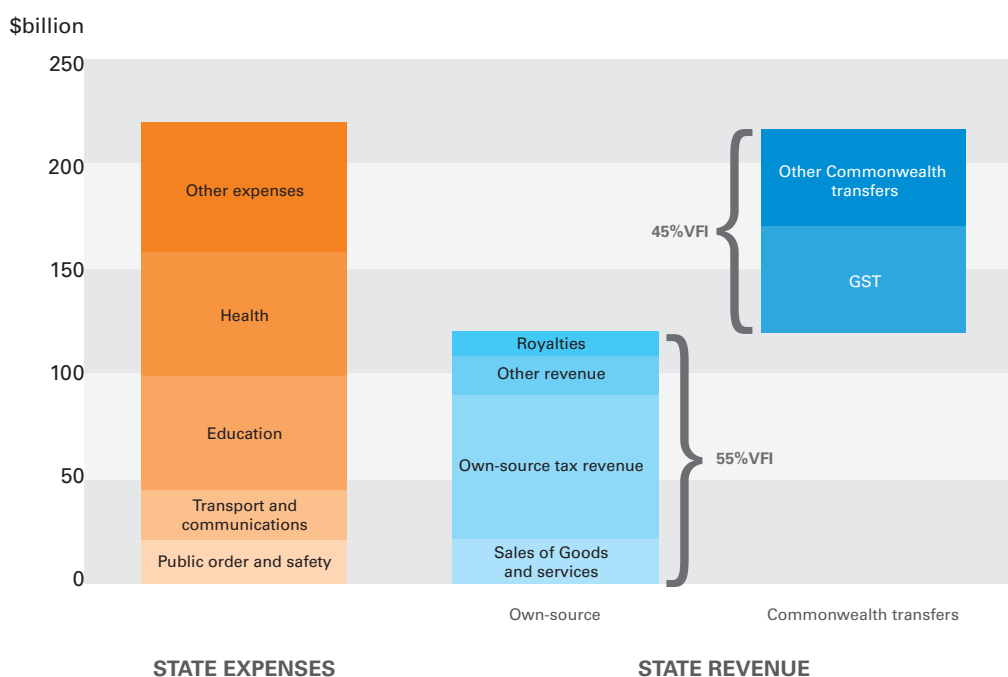 $billion
250
200
150
100
50
0
Other expenses
Health
Education
Transport and
communications
Public order and safety
Royalties
Other revenue
Own-source tax revenue
Sales of Goods
and services
55%VFI
45%VFI
Other Commonwealth
transfers
GST
Own-source
Commonwealth transfers
STATE EXPENSES
STATE REVENUE